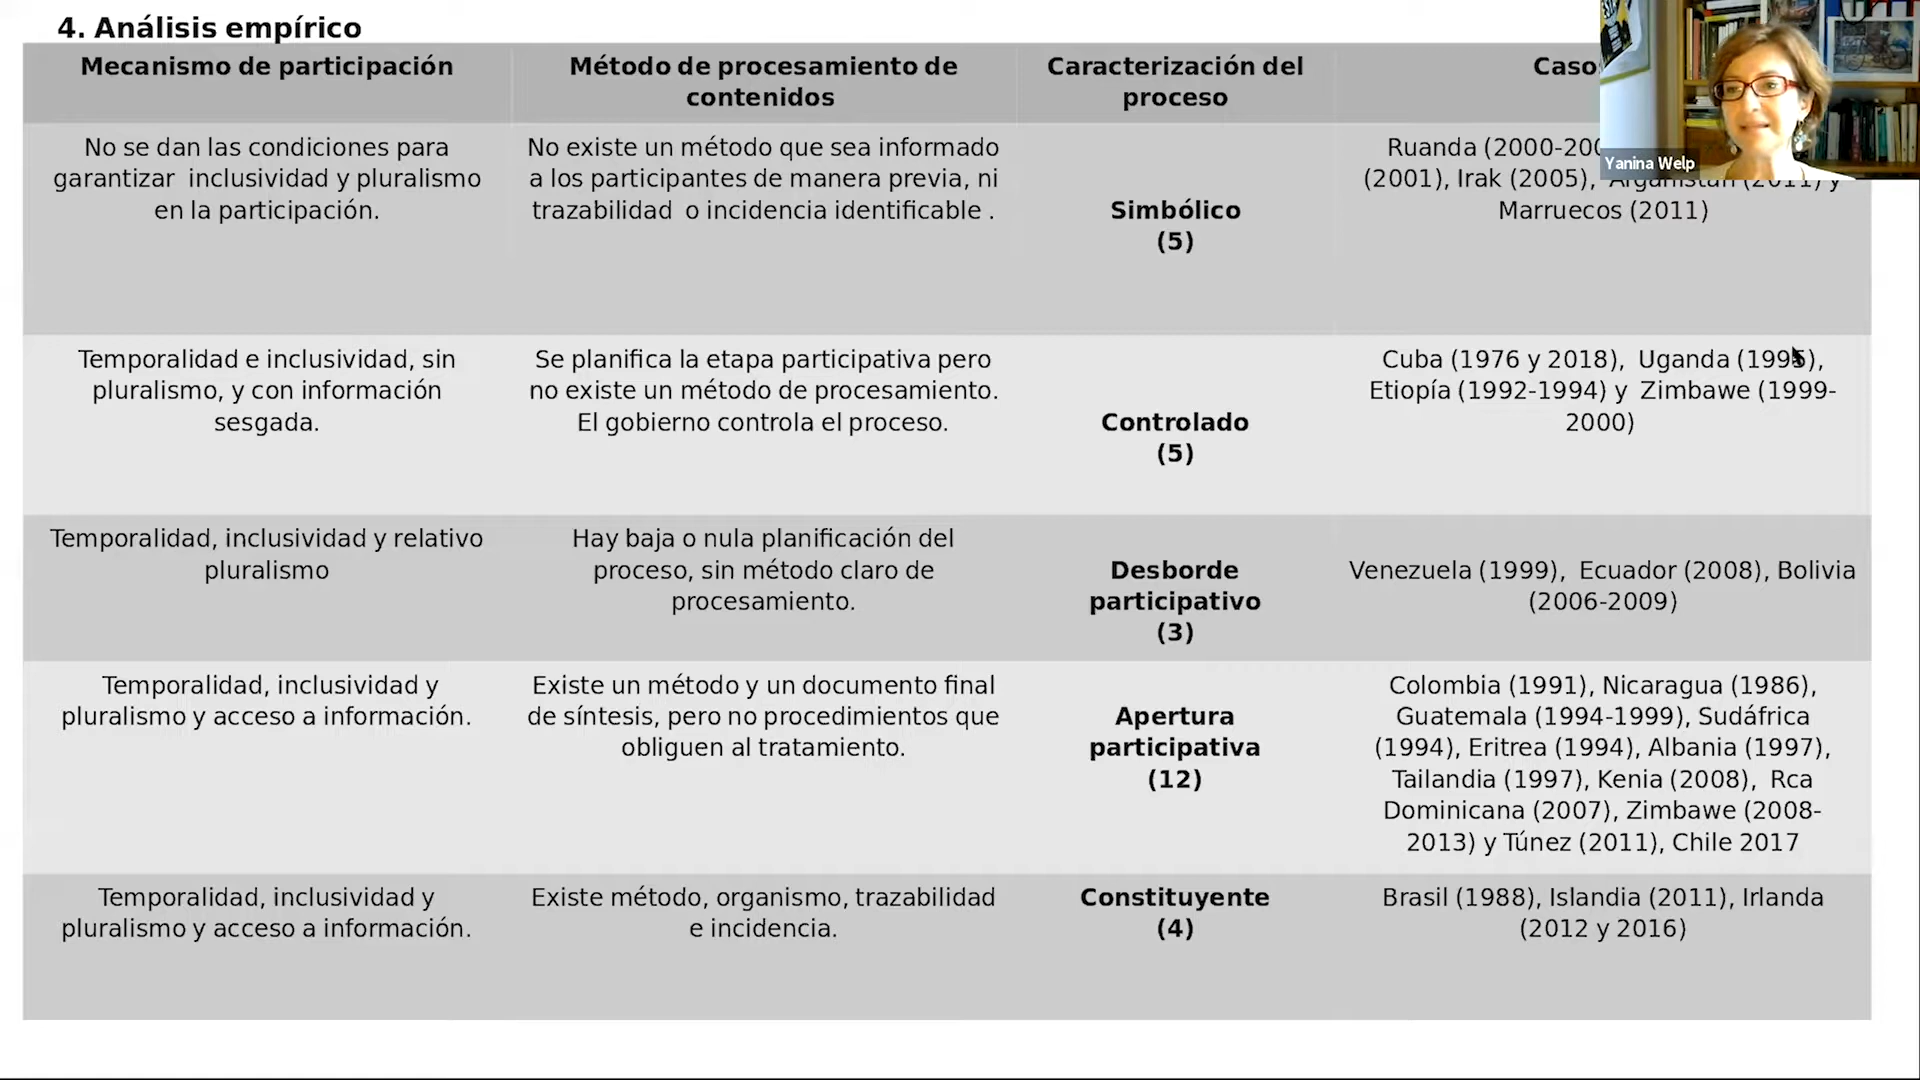 4. Análisis empírico
Mecanismo de participación
Método de procesamiento de
contenidos
Caracterización del
proceso
No se dan las condiciones para
garantizar inclusividad y pluralismo
en la participación.
No existe un método que sea informado
a los participantes de manera previa, ni
trazabilidad o incidencia identificable .
Simbólico
(5)
Ruanda
(2001), Irak (2005), Afganistán (2011) y
Marruecos (2011)
Yanina Welp
Temporalidad e inclusividad, sin
pluralismo, y con información
sesgada.
Se planifica la etapa participativa pero
no existe un método de procesamiento.
El gobierno controla el proceso.
Controlado
(5)
Cuba (1976 y 2018), Uganda (1995),
Etiopía (1992-1994) y Zimbawe (1999-
2000)
Temporalidad, inclusividad y relativo
pluralismo
Hay baja o nula planificación del
proceso, sin método claro de
procesamiento.
Desborde
participativo
(3)
Venezuela (1999), Ecuador (2008), Bolivia
(2006-2009)
Temporalidad, inclusividad y
pluralismo y acceso a información.
Existe un método y un documento final
de síntesis, pero no procedimientos que
obliguen al tratamiento.
Apertura
participativa
(12)
Colombia (1991), Nicaragua (1986),
Guatemala (1994-1999), Sudáfrica
(1994), Eritrea (1994), Albania (1997),
Tailandia (1997), Kenia (2008), Rca
Dominicana (2007), Zimbawe (2008-
2013) y Túnez (2011), Chile 2017
Temporalidad, inclusividad y
pluralismo y acceso a información.
Existe método, organismo, trazabilidad
e incidencia.
Constituyente
(4)
Brasil (1988), Islandia (2011), Irlanda
(2012 y 2016)